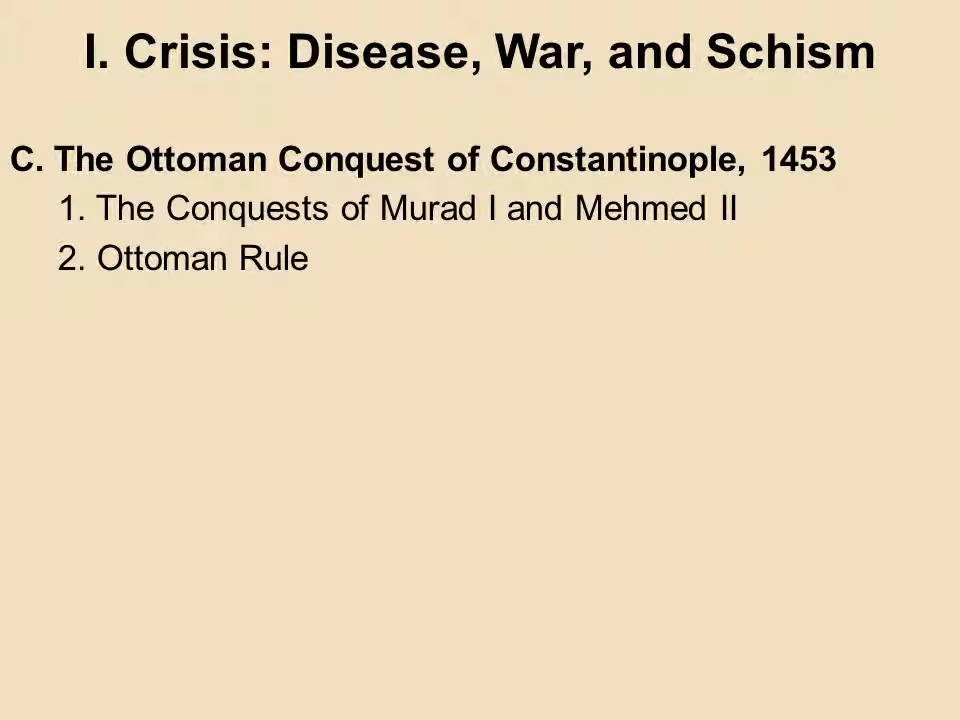 I. Crisis: Disease, War, and Schism
C. The Ottoman Conquest of Constantinople, 1453
1. The Conquests of Murad I and Mehmed II
2. Ottoman Rule